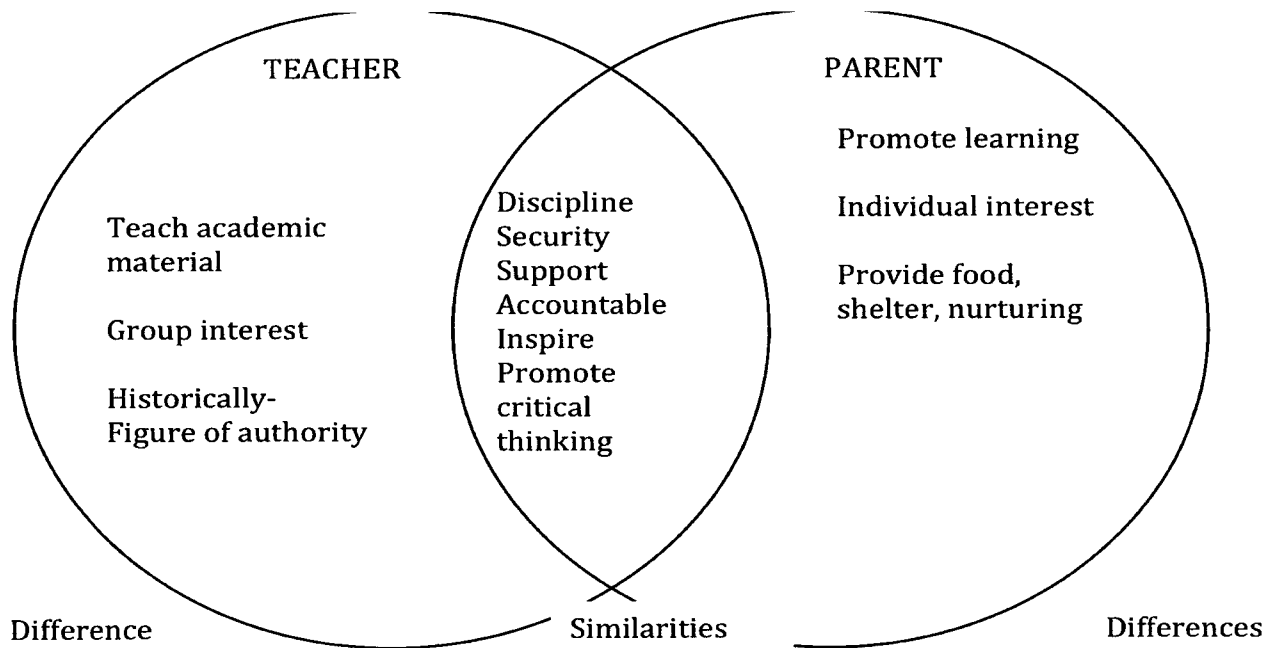 TEACHER
Teach academic
material
Group interest
Historically-
Figure of authority
Discipline
Security
Support
Accountable
Inspire
Promote
critical
thinking
PARENT
Promote learning
Individual interest
Provide food,
shelter, nurturing
Difference
Similarities
Differences